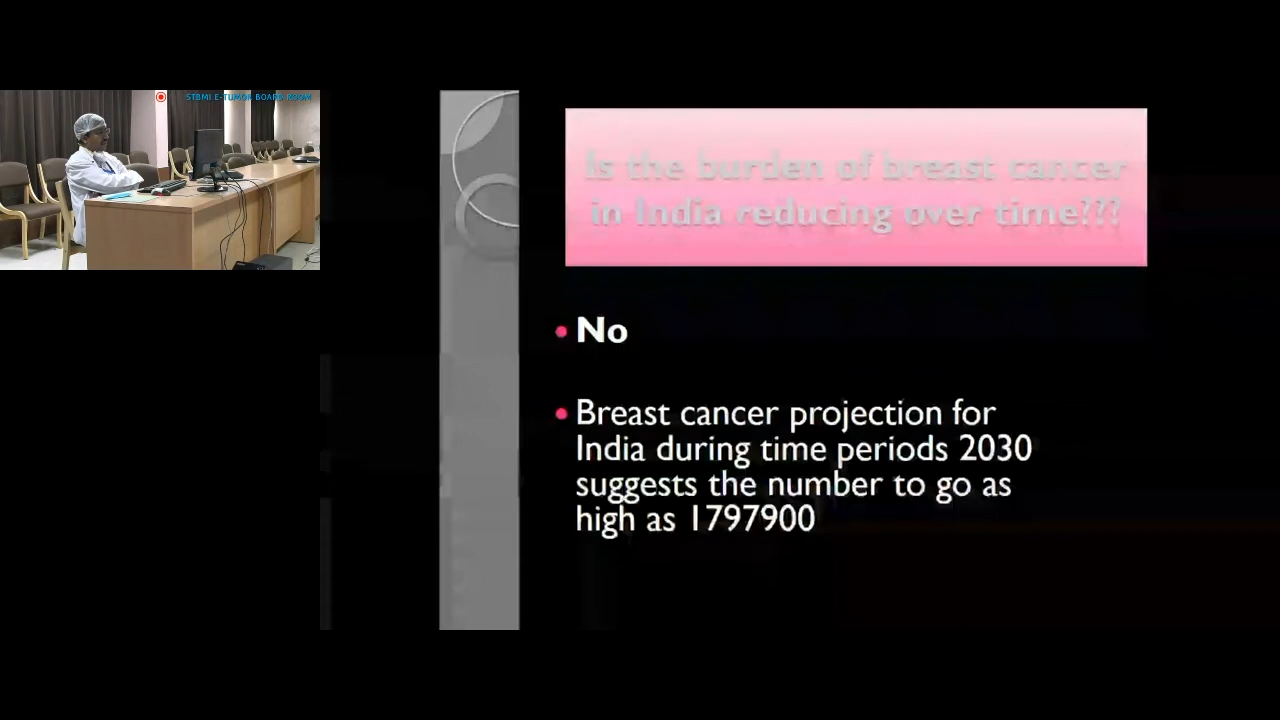 STBMI E-TUMOR BOARD ROOM
Is the burden of breast cancer
in India reducing over time???
• No
• Breast cancer projection for
India during time periods 2030
suggests the number to go as
high as 1797900